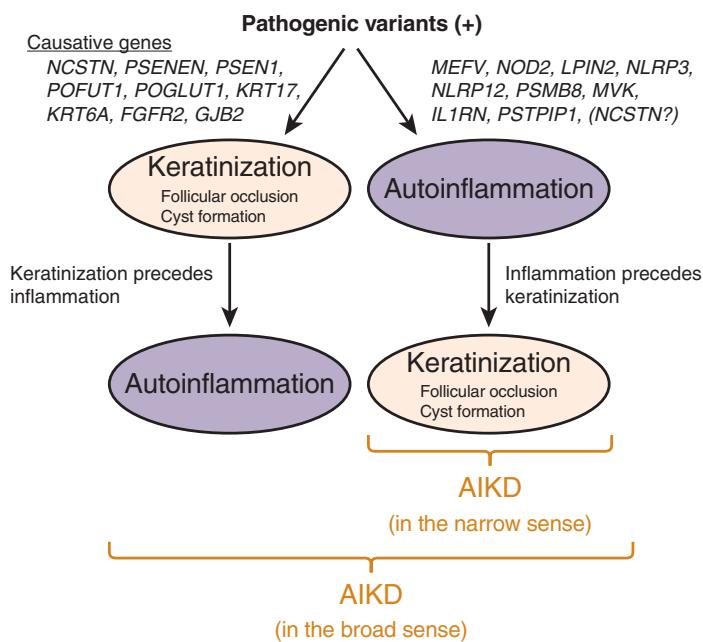 Pathogenic variants (+)
Causative genes
NCSTN, PSENEN, PSEN1,
POFUT1, POGLUT1, KRT17,
KRT6A, FGFR2, GJB2
MEFV, NOD2, LPIN2, NLRP3,
NLRP12, PSMB8, MVK,
IL1RN, PSTPIP1, (NCSTN?)
Keratinization
Follicular occlusion
Cyst formation
Autoinflammation
Keratinization precedes
inflammation
Inflammation precedes
keratinization
Autoinflammation
Keratinization
Follicular occlusion
Cyst formation
AIKD
(in the narrow sense)
AIKD
(in the broad sense)